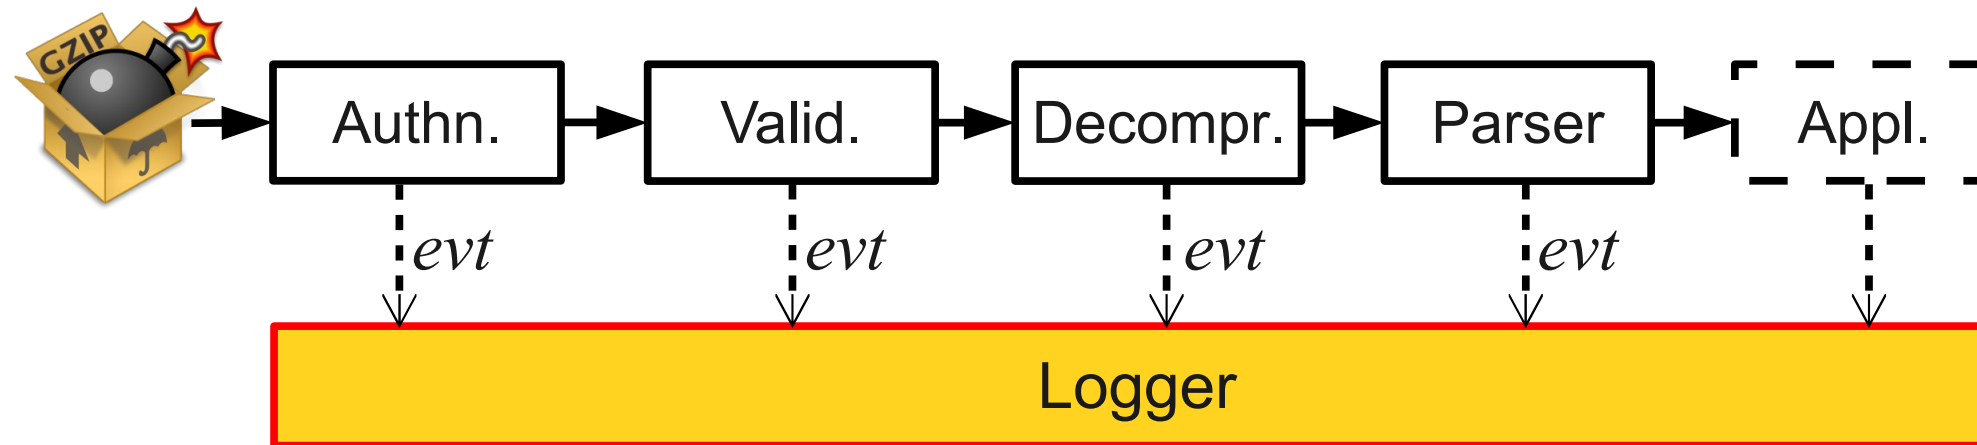 GZIP
Authn.
Valid.
Decompr.
Parser
Appl.
evt
evt
evt
evt
Logger